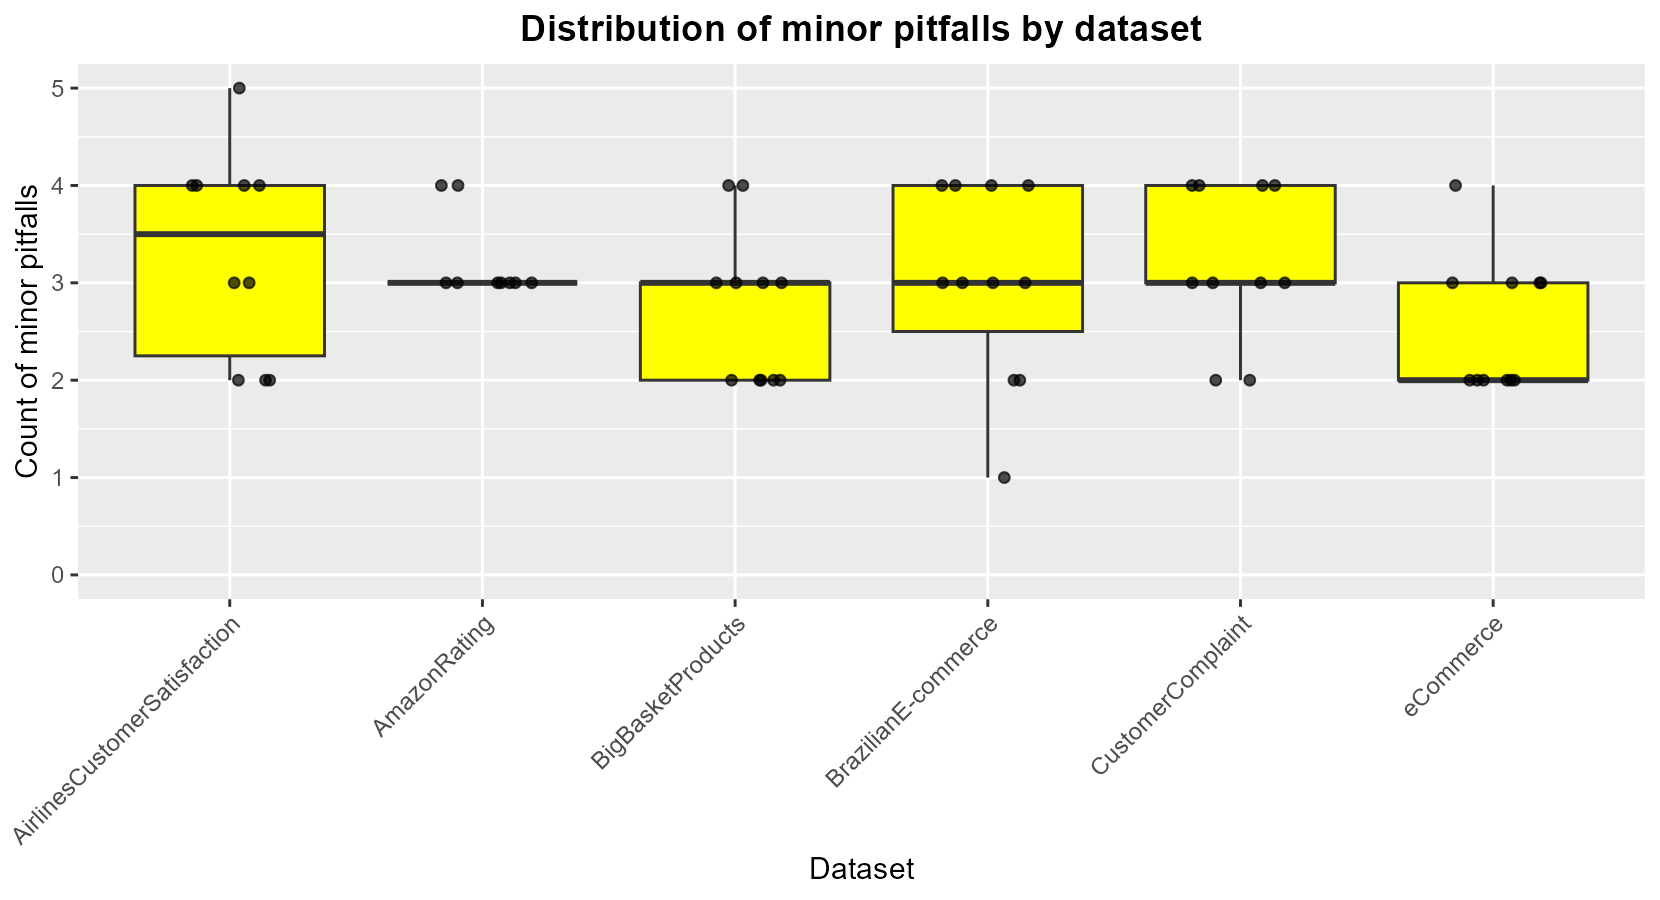 Distribution of minor pitfalls by dataset
Count of minor pitfalls
5
4
3
2
1
0
AirlinesCustomerSatisfaction
AmazonRating
BigBasketProducts
BrazilianE-commerce
CustomerComplaint
eCommerce
Dataset